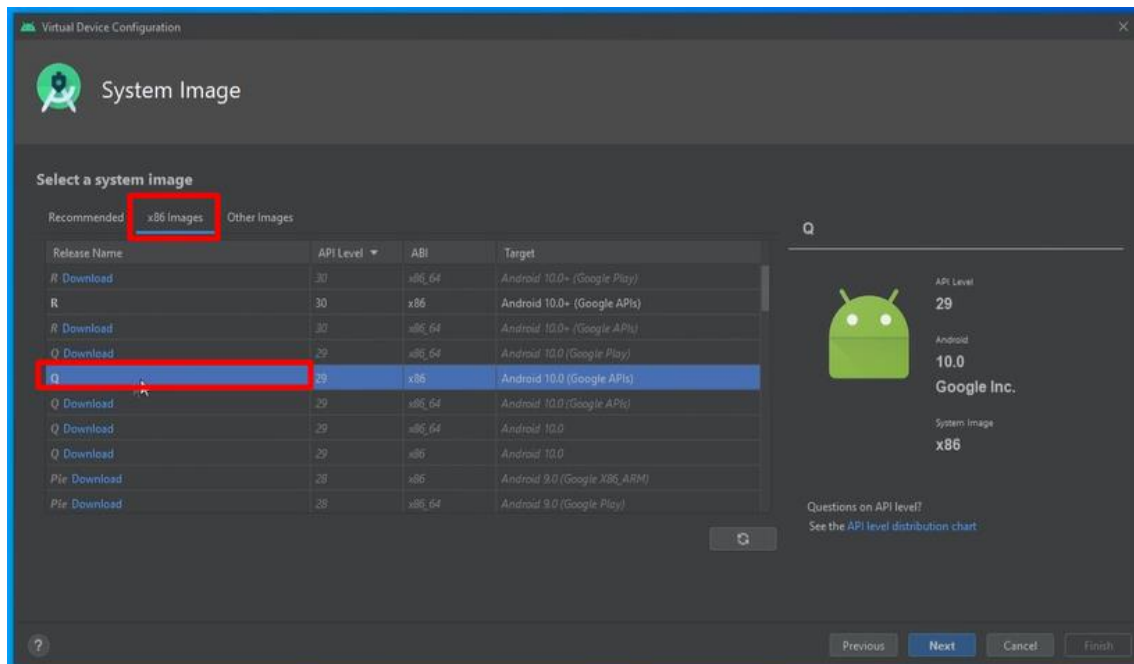 Virtual Device Configuration
System Image
Select a system image
Recommended x86 Images Other Images
Release Name API Level ABI Target
R Download 30 x86_64 Android 10.0+ (Google Play)
R 30 x86 Android 10.0+ (Google APIs)
R Download 30 x86_64 Android 10.0+ (Google APIs)
Q Download 29 x86_64 Android 10.0 (Google Play)
Q 29 x86 Android 10.0 (Google APIs)
Q Download 29 x86_64 Android 10.0 (Google APIs)
Q Download 29 x86_64 Android 10.0
Q Download 29 x86 Android 10.0
Pie Download 28 x86 Android 9.0 (Google X86_ARM)
Pie Download 28 x86_64 Android 9.0 (Google Play)
Q
API Level
29
Android
10.0
Google Inc.
System Image
x86
Questions on API level?
See the API level distribution chart
? Previous Next Cancel Finish